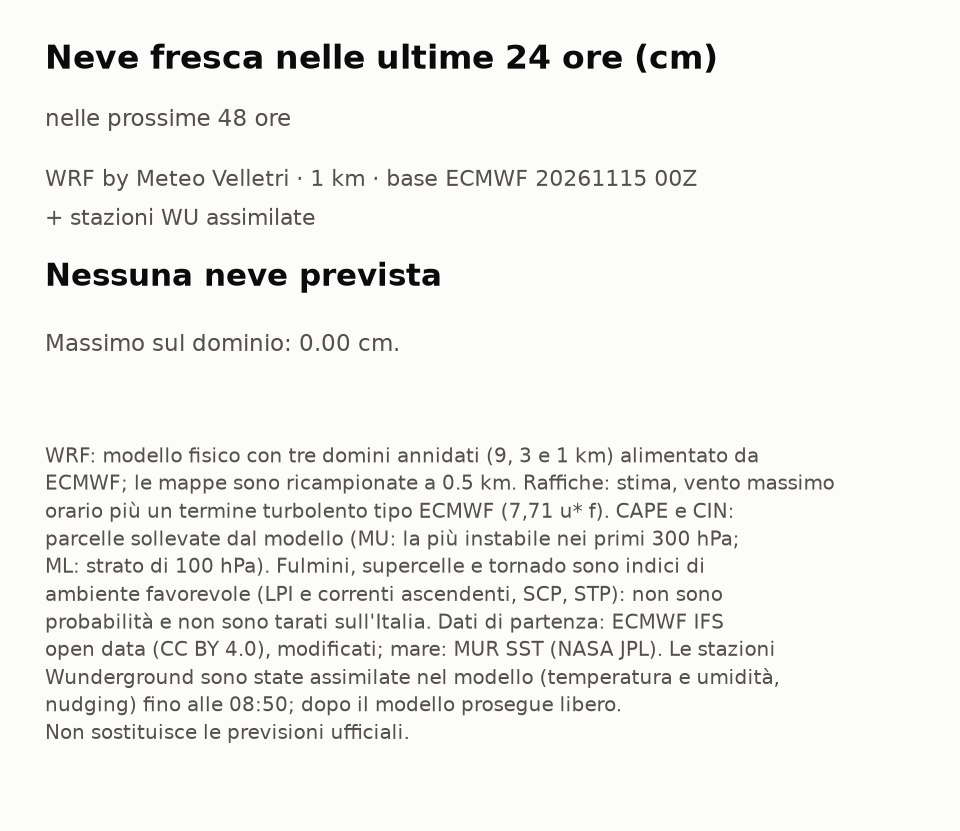 Neve fresca nelle ultime 24 ore (cm)
nelle prossime 48 ore
WRF by Meteo Velletri · 1 km · base ECMWF 20261115 00Z
+ stazioni WU assimilate
Nessuna neve prevista
Massimo sul dominio: 0.00 cm.
WRF: modello fisico con tre domini annidati (9, 3 e 1 km) alimentato da
ECMWF; le mappe sono ricampionate a 0.5 km. Raffiche: stima, vento massimo
orario più un termine turbolento tipo ECMWF (7,71 u* f). CAPE e CIN:
parcelle sollevate dal modello (MU: la più instabile nei primi 300 hPa;
ML: strato di 100 hPa). Fulmini, supercelle e tornado sono indici di
ambiente favorevole (LPI e correnti ascendenti, SCP, STP): non sono
probabilità e non sono tarati sull'Italia. Dati di partenza: ECMWF IFS
open data (CC BY 4.0), modificati; mare: MUR SST (NASA JPL). Le stazioni
Wunderground sono state assimilate nel modello (temperatura e umidità,
nudging) fino alle 08:50; dopo il modello prosegue libero.
Non sostituisce le previsioni ufficiali.